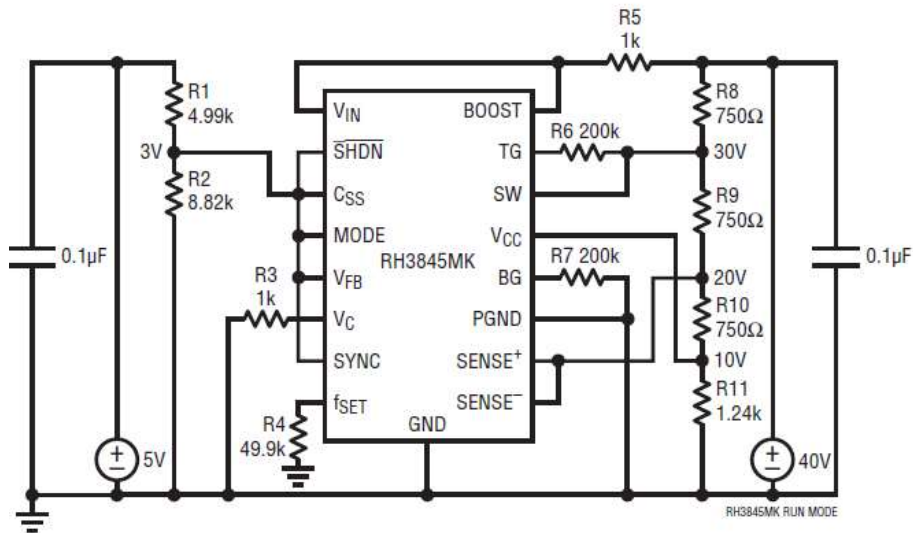 R5
1k
R1
4.99k
3V
R2
8.82k
0.1µF
R3
1k
R4
49.9k
5V
VIN
SHDN
CSS
MODE
VFB
VC
SYNC
fSET
RH3845MK
GND
BOOST
TG
SW
VCC
BG
PGND
SENSE+
SENSE−
R6 200k
R7 200k
R8
750Ω
30V
R9
750Ω
20V
R10
750Ω
10V
R11
1.24k
0.1µF
40V
RH3845MK RUN MODE